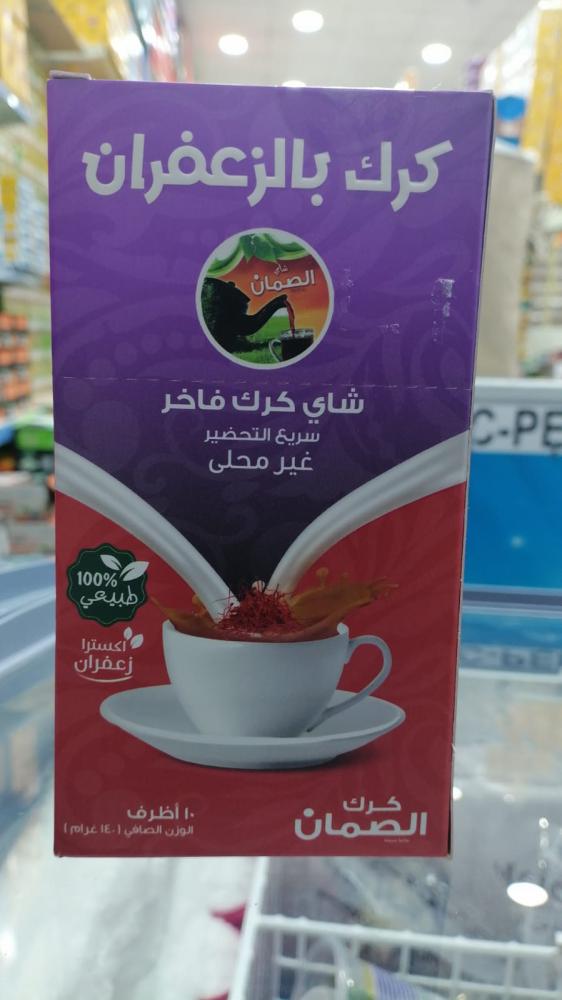 كرك بالزعفران
شاي
الصمان
شاي كرك فاخر
سريع التحضير
غير محلى
C-PE
100%
طبيعي
اكسترا
زعفران
١٠ أظرف
الوزن الصافي (١٤٠ غرام)
كرك
الصمان